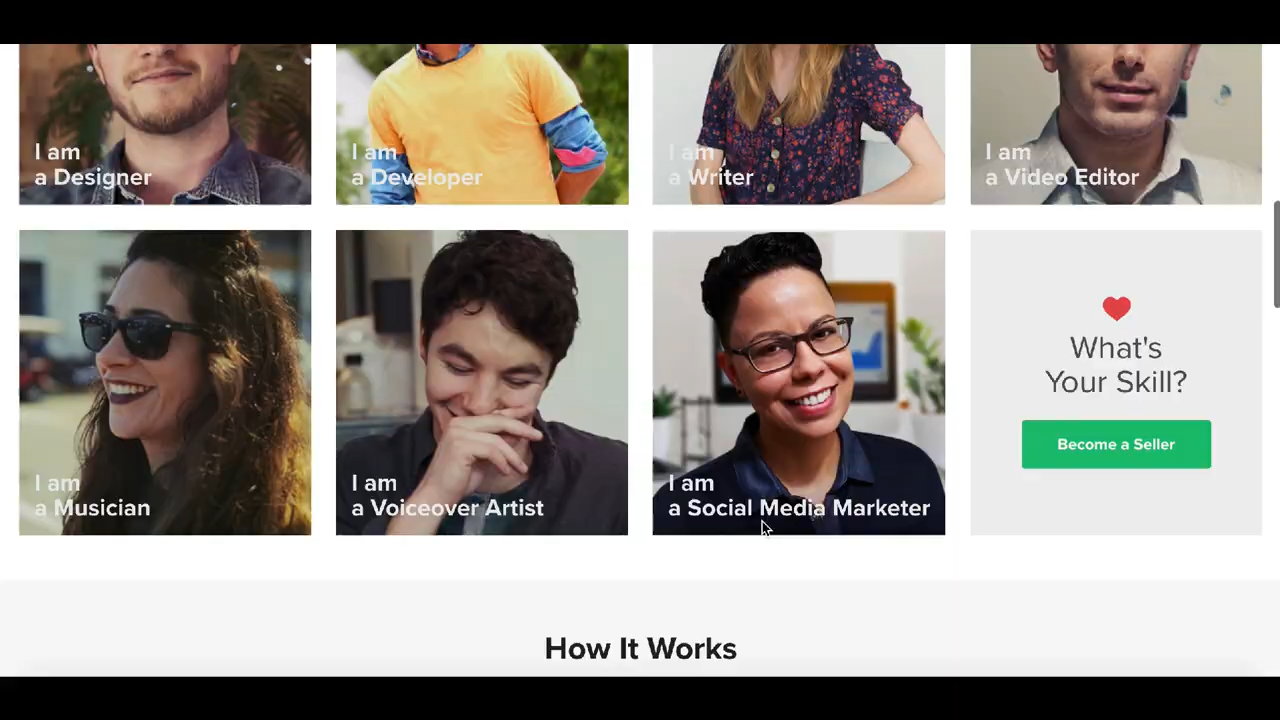 I am
a Designer
I am
a Developer
I am
a Writer
I am
a Video Editor
I am
a Musician
I am
a Voiceover Artist
I am
a Social Media Marketer
What's
Your Skill?
Become a Seller
How It Works